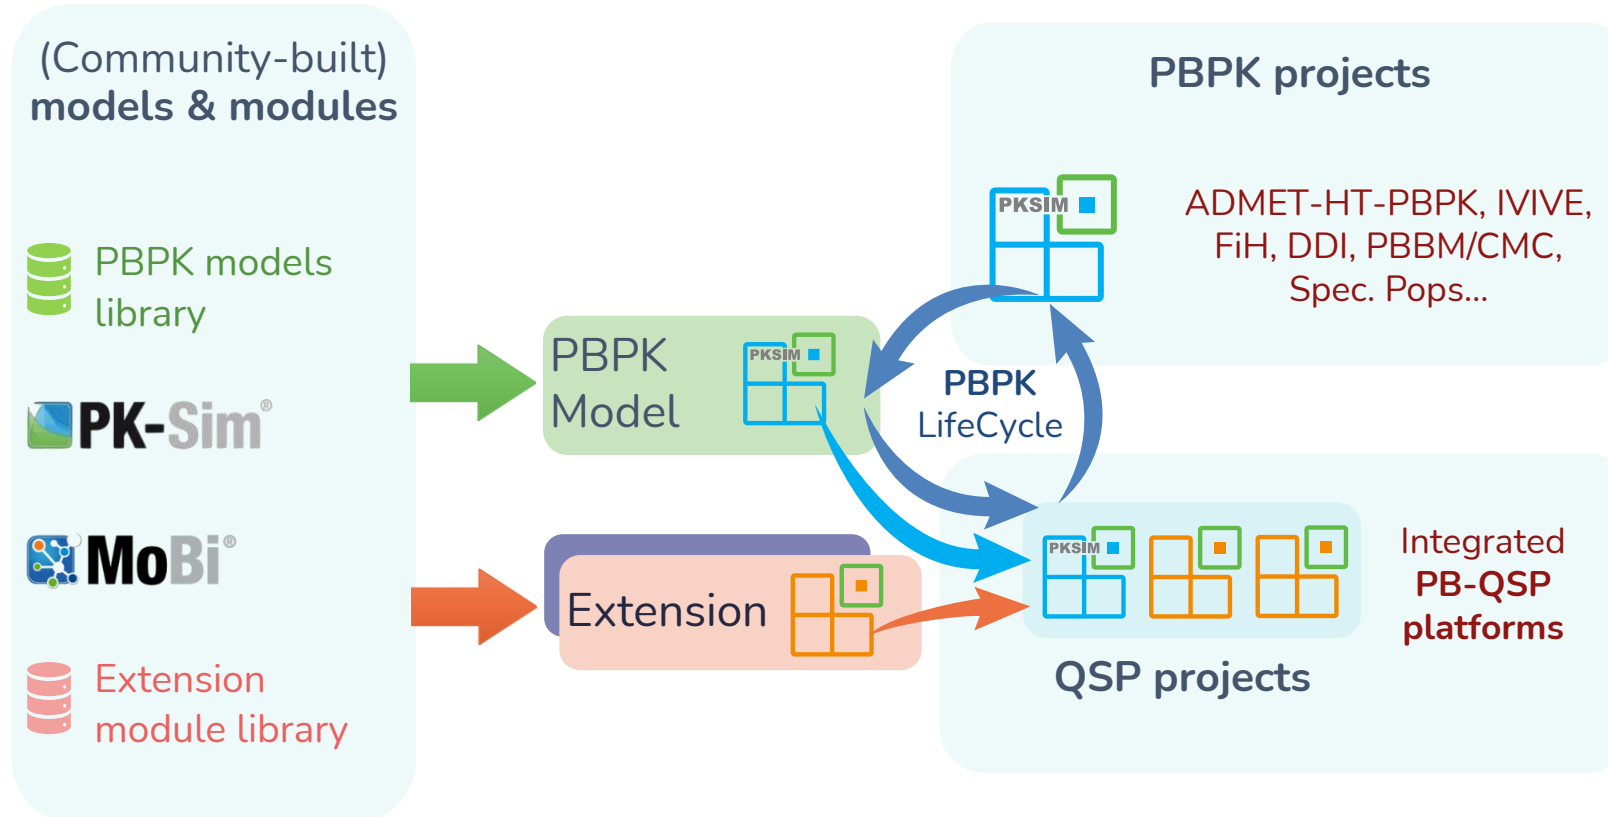 (Community-built)
models & modules
PBPK models
library
PK-Sim®
MoBi®
Extension
module library
PBPK
Model
PKSIM
Extension
PBPK projects
PKSIM
ADMET-HT-PBPK, IVIVE,
FiH, DDI, PBBM/CMC,
Spec. Pops...
PBPK
LifeCycle
PKSIM
Integrated
PB-QSP
platforms
QSP projects